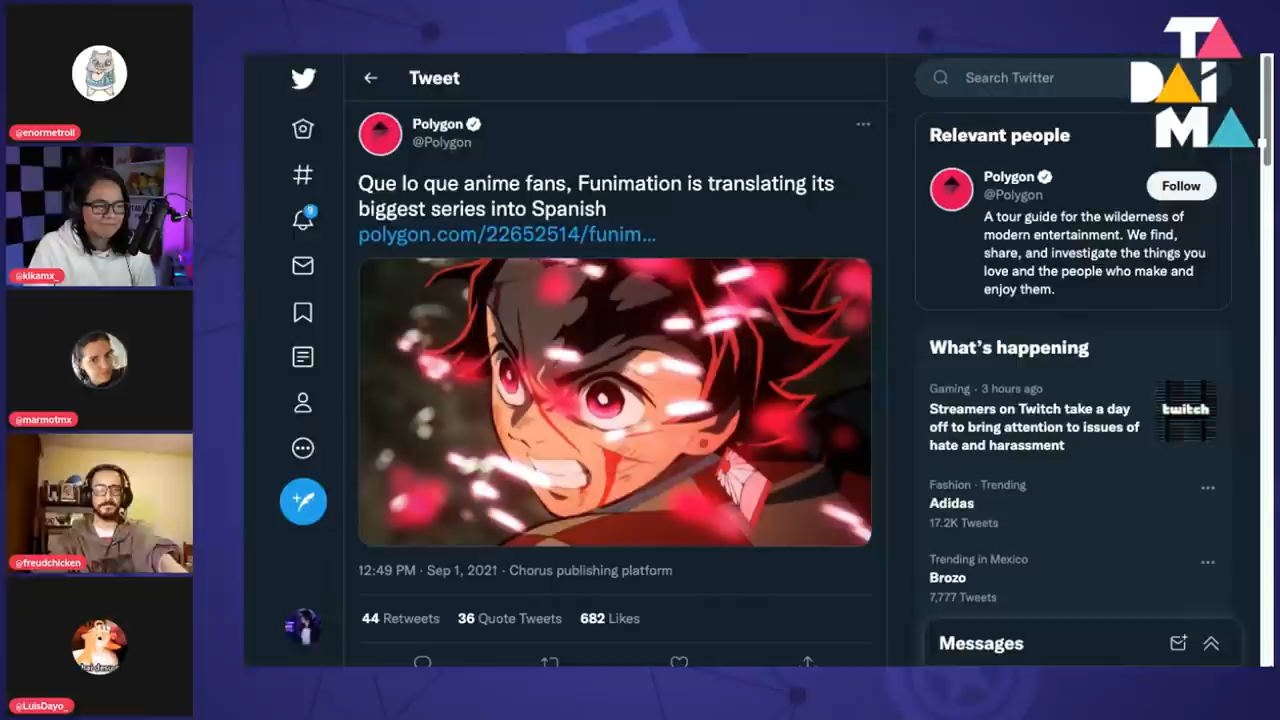 @enormetroll
@kikamx_
@marmotmx
@freudchicken
hai desu
@LuisDayo_
Tweet
Polygon
@Polygon
Que lo que anime fans, Funimation is translating its
biggest series into Spanish
polygon.com/22652514/funim...
12:49 PM · Sep 1, 2021 · Chorus publishing platform
44 Retweets 36 Quote Tweets 682 Likes
9
Search Twitter
TA
DAI
MA.
Relevant people
Polygon
@Polygon
Follow
A tour guide for the wilderness of
modern entertainment. We find,
share, and investigate the things you
love and the people who make and
enjoy them.
What's happening
Gaming · 3 hours ago
Streamers on Twitch take a day
off to bring attention to issues of
hate and harassment
twitch
Fashion · Trending
Adidas
17.2K Tweets
Trending in Mexico
Brozo
7,777 Tweets
Messages